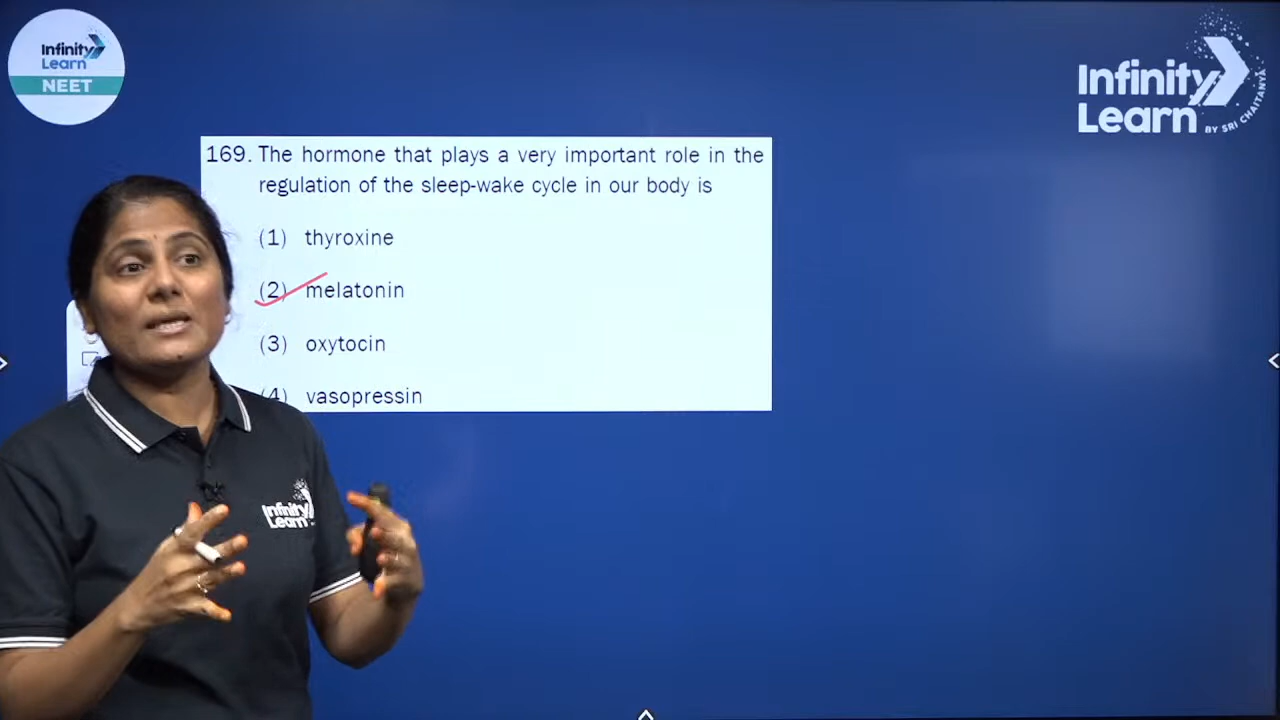 Infinity
Learn
NEET
Infinity
Learn
BY SRI CHAITANYA
169. The hormone that plays a very important role in the
regulation of the sleep-wake cycle in our body is
(1) thyroxine
(2) melatonin
(3) oxytocin
(4) vasopressin
Infinity
Learn